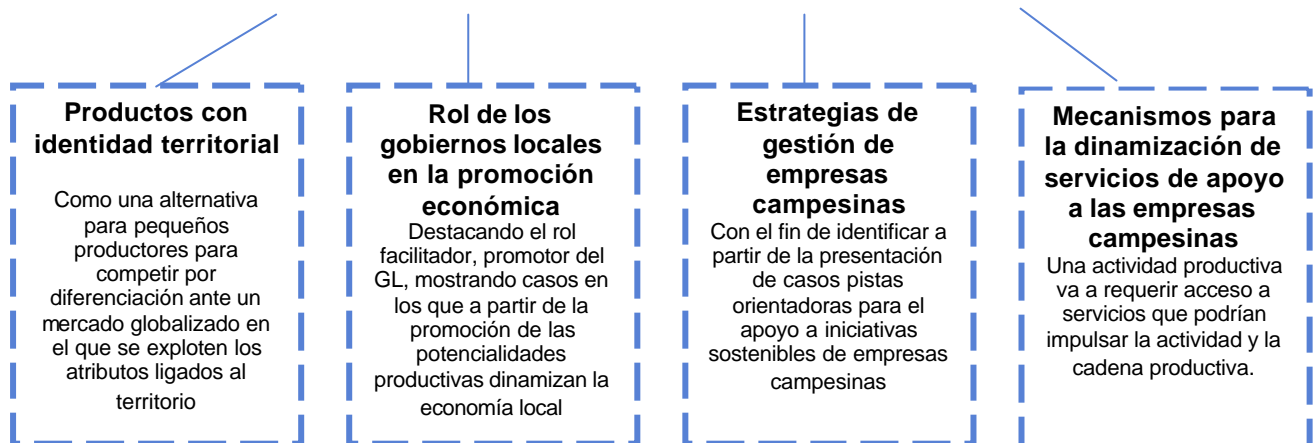 Productos con
identidad territorial
Como una alternativa
para pequeños
productores para
competir por
diferenciación ante un
mercado globalizado en
el que se exploten los
atributos ligados al
territorio
Rol de los
gobiernos locales
en la promoción
económica
Destacando el rol
facilitador, promotor del
GL, mostrando casos en
los que a partir de la
promoción de las
potencialidades
productivas dinamizan la
economía local
Estrategias de
gestión de
empresas
campesinas
Con el fin de identificar a
partir de la presentación
de casos pistas
orientadoras para el
apoyo a iniciativas
sostenibles de empresas
campesinas
Mecanismos para
la dinamización de
servicios de apoyo
a las empresas
campesinas
Una actividad productiva
va a requerir acceso a
servicios que podrían
impulsar la actividad y la
cadena productiva.